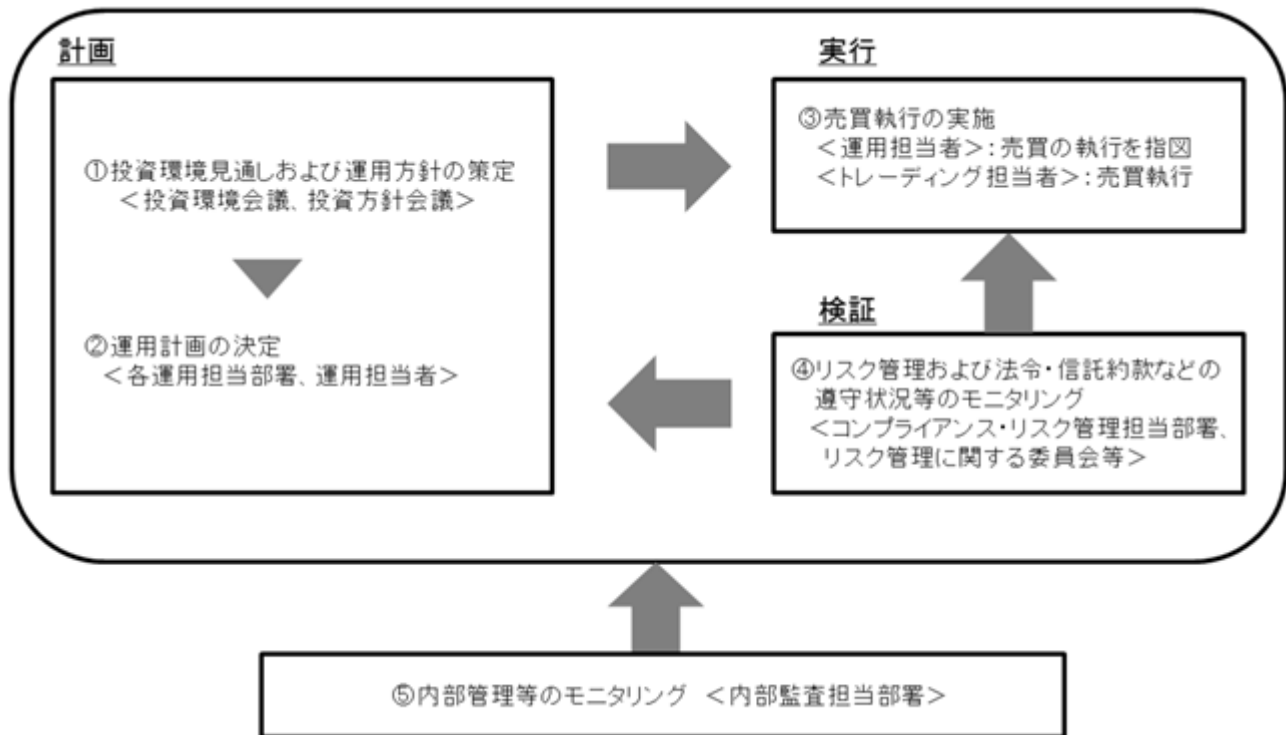 計画
①投資環境見通しおよび運用方針の策定
<投資環境会議、投資方針会議>
②運用計画の決定
<各運用担当部署、運用担当者>
実行
③売買執行の実施
<運用担当者>:売買の執行を指図
<トレーディング担当者>:売買執行
検証
④リスク管理および法令・信託約款などの
遵守状況等のモニタリング
<コンプライアンス・リスク管理担当部署、
リスク管理に関する委員会等>
⑤内部管理等のモニタリング <内部監査担当部署>